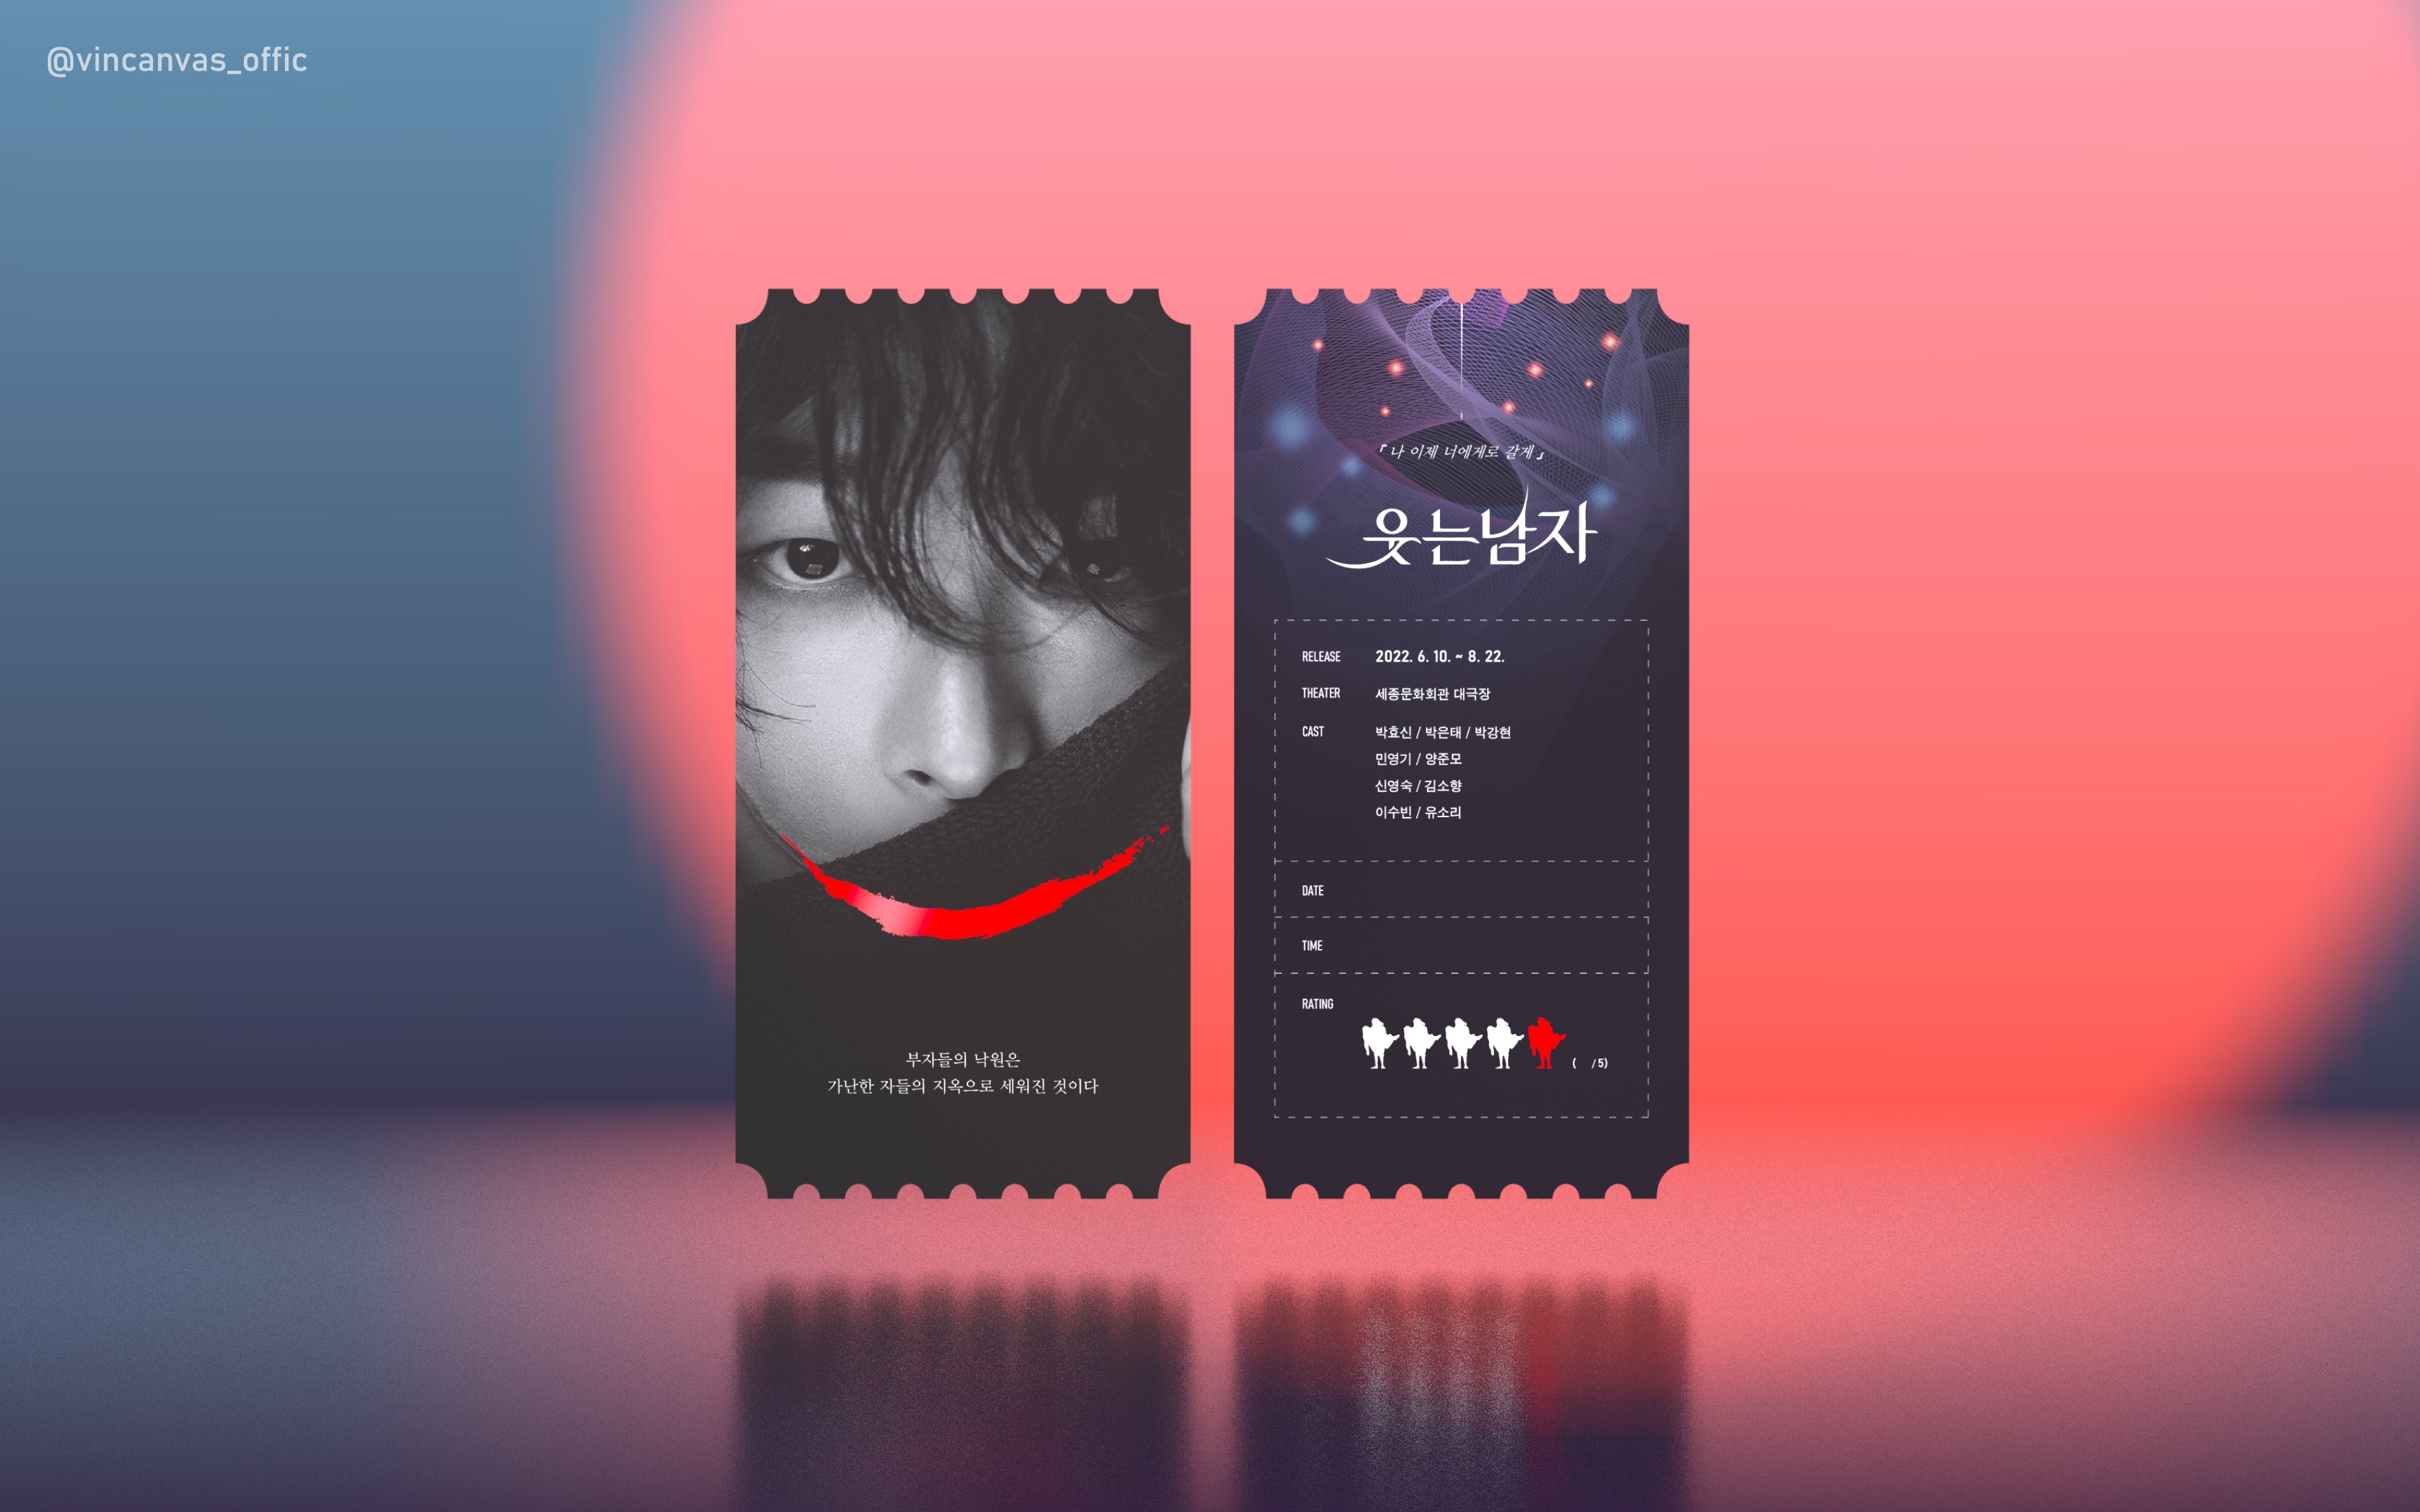 @vincanvas_offic
부자들의 낙원은
가난한 자들의 지옥으로 세워진 것이다
『나 이제 너에게로 갈게』
웃는남자
RELEASE 2022. 6. 10. ~ 8. 22.
THEATER 세종문화회관 대극장
CAST 박효신 / 박은태 / 박강현
민영기 / 양준모
신영숙 / 김소향
이수빈 / 유소리
DATE
TIME
RATING
( / 5)